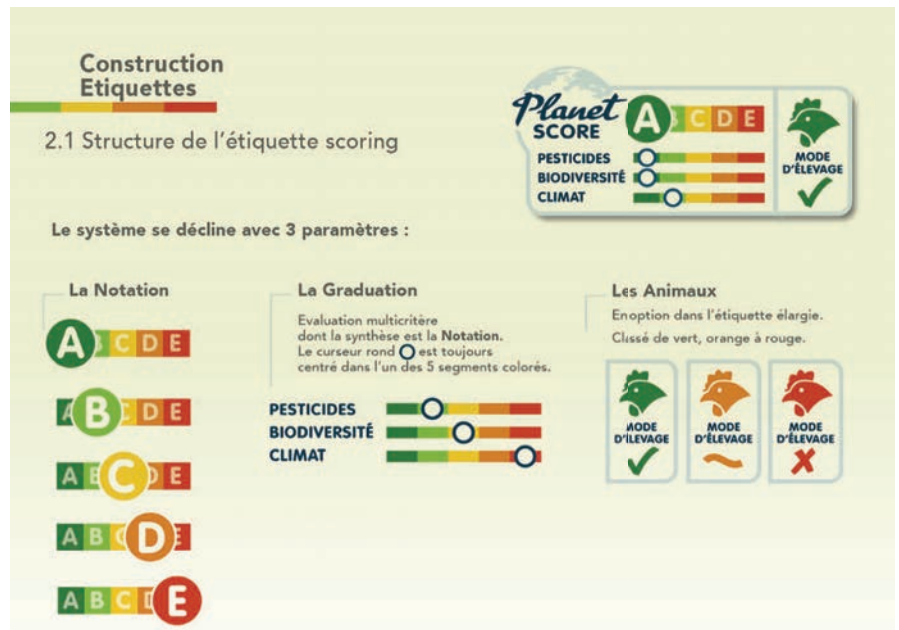 Construction
Etiquettes
2.1 Structure de l'étiquette scoring
Planet
SCORE
A C D E
PESTICIDES
BIODIVERSITÉ
CLIMAT
MODE
D'ÉLEVAGE
Le système se décline avec 3 paramètres :
La Notation
A C D E
A B D E
A B C D E
A B C D E
A B C D E
La Graduation
Evaluation multicritère
dont la synthèse est la Notation.
Le curseur rond est toujours
centré dans l'un des 5 segments colorés.
PESTICIDES
BIODIVERSITÉ
CLIMAT
Les Animaux
En option dans l'étiquette élargie.
Classé de vert, orange à rouge.
MODE
D'ÉLEVAGE
MODE
D'ÉLEVAGE
MODE
D'ÉLEVAGE